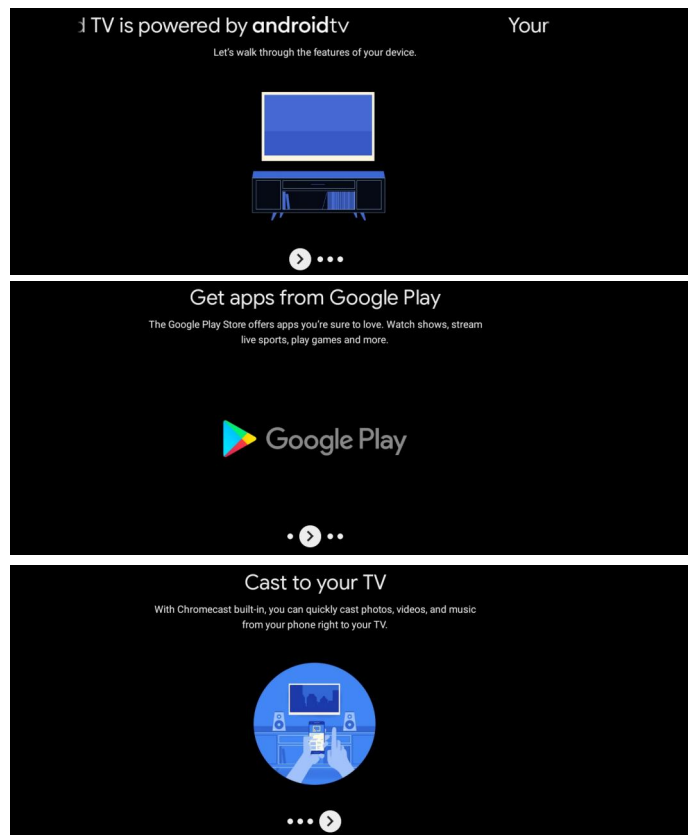 d TV is powered by androidtv Your
Let's walk through the features of your device.
Get apps from Google Play
The Google Play Store offers apps you're sure to love. Watch shows, stream
live sports, play games and more.
Google Play
Cast to your TV
With Chromecast built-in, you can quickly cast photos, videos, and music
from your phone right to your TV.